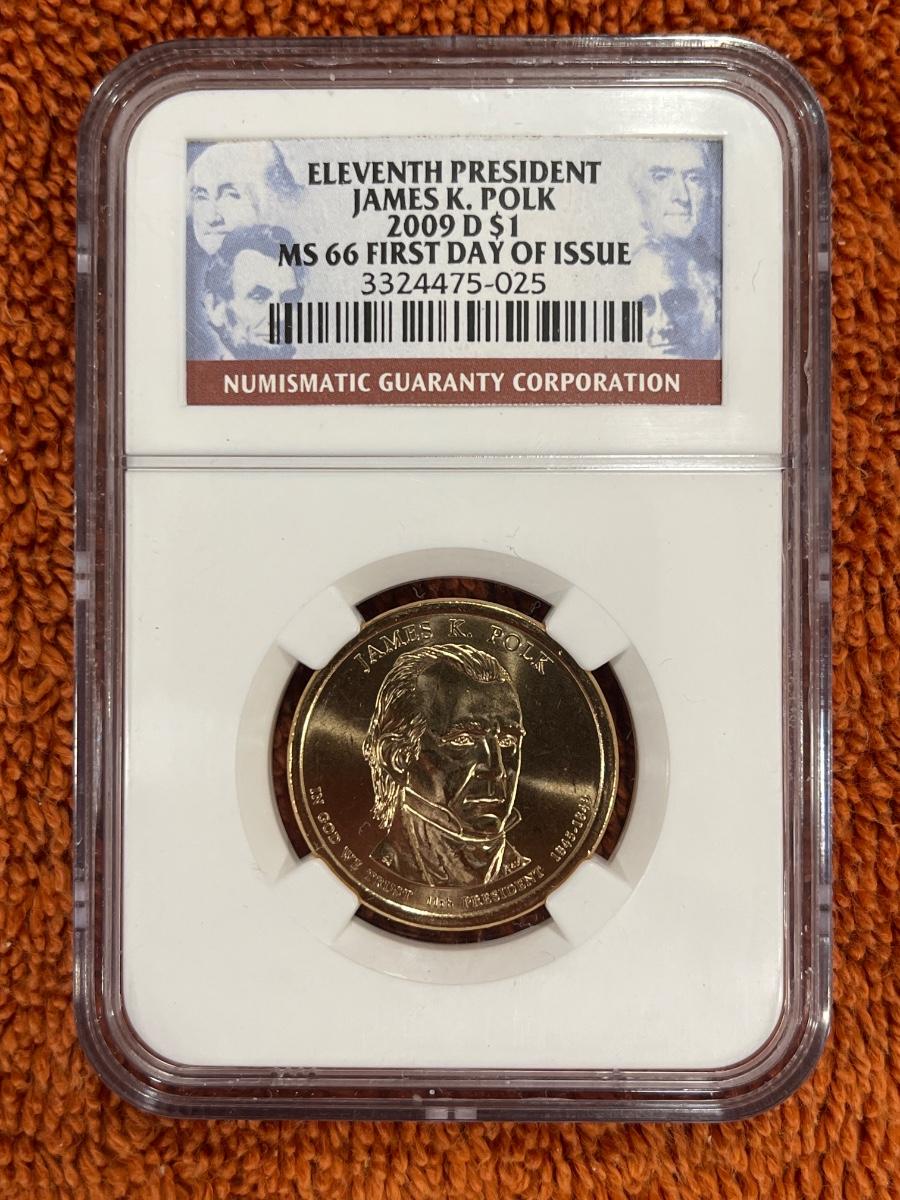 ELEVENTH PRESIDENT
JAMES K. POLK
2009 D $1
MS 66 FIRST DAY OF ISSUE
3324475-025
NUMISMATIC GUARANTY CORPORATION
JAMES K. POLK
IN GOD WE TRUST 11th PRESIDENT 1845-1849